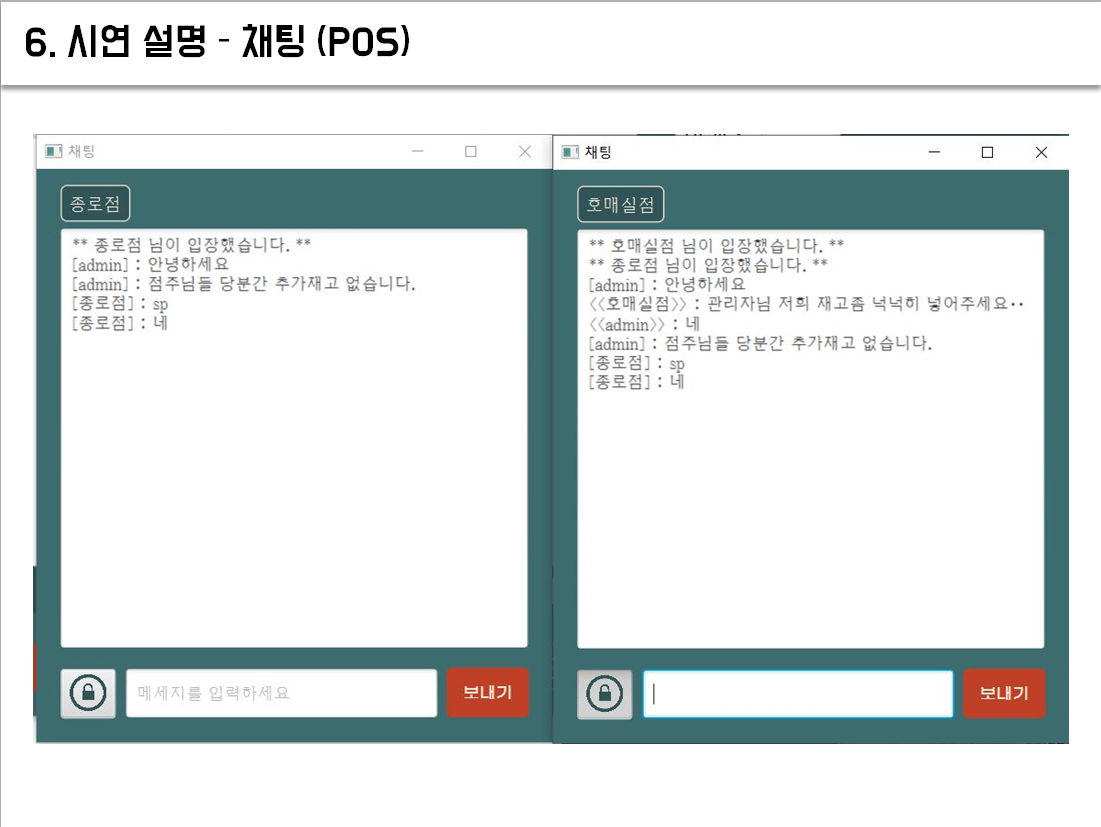 6. 시연 설명 - 채팅 (POS)
채팅
종로점
** 종로점 님이 입장했습니다. **
[admin] : 안녕하세요
[admin] : 점주님들 당분간 추가재고 없습니다.
[종로점] : sp
[종로점] : 네
메세지를 입력하세요
보내기
채팅
호매실점
** 호매실점 님이 입장했습니다. **
** 종로점 님이 입장했습니다. **
[admin] : 안녕하세요
<<호매실점>> : 관리자님 저희 재고좀 넉넉히 넣어주세요··
<<admin>> : 네
[admin] : 점주님들 당분간 추가재고 없습니다.
[종로점] : sp
[종로점] : 네
보내기